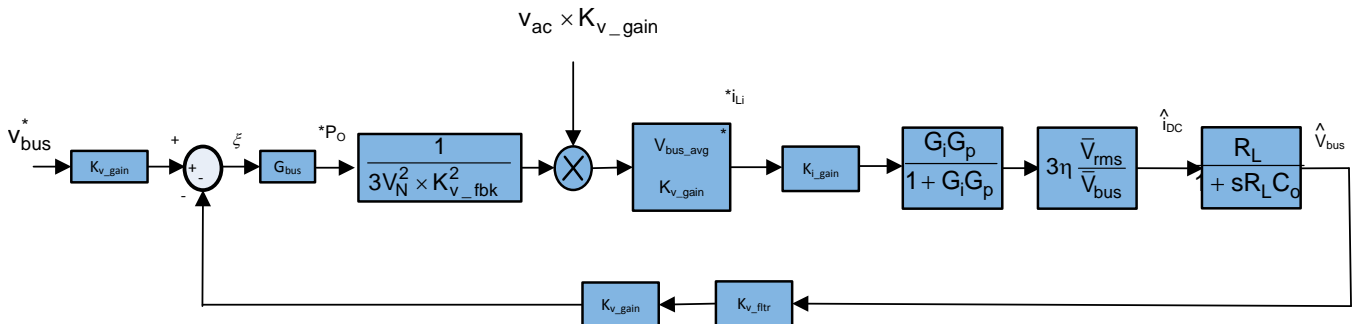 v_ac × K_v_gain
v*_bus
K_v_gain
+
+
-
-
ξ
G_bus
*P_O
1
3V_N^2 × K_v_fbk^2
X
V_bus_avg *
K_v_gain
*i_Li
K_i_gain
G_iG_p
1 + G_iG_p
3η V̅_rms
V̅_bus
î_DC
R_L
1 + sR_LC_o
V̂_bus
K_v_gain
K_v_fltr